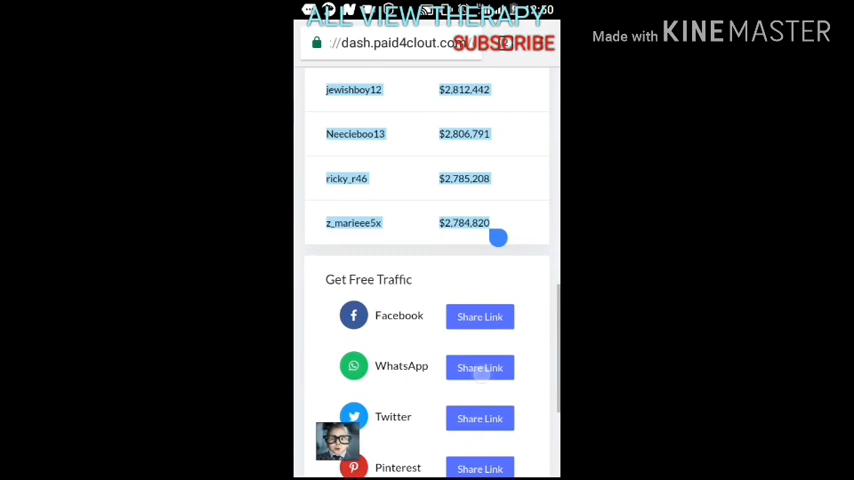 ALL VIEW THERAPY
50
://dash.paid4clout.com
SUBSCRIBE
Made with KINEMASTER
jewishboy12 $2,812,442
Neecieboo13 $2,806,791
ricky_r46 $2,785,208
z_marieee5x $2,784,820
Get Free Traffic
Facebook Share Link
WhatsApp Share Link
Twitter Share Link
Pinterest Share Link